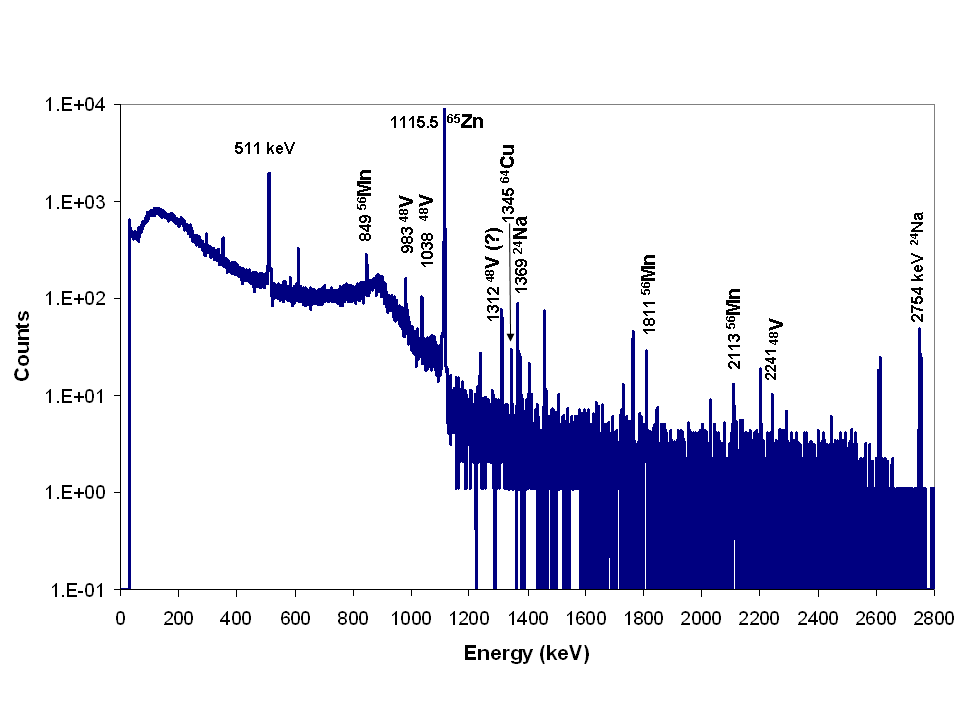 1.E+04
1.E+03
1.E+02
1.E+01
1.E+00
1.E-01
Counts
511 keV
849 ⁵⁶Mn
983 ⁴⁸V
1038 ⁴⁸V
1115.5 ⁶⁵Zn
1312 ⁴⁸V (?)
1345 ⁶⁴Cu
1369 ²⁴Na
1811 ⁵⁶Mn
2113 ⁵⁶Mn
2241 ⁴⁸V
2754 keV ²⁴Na
0 200 400 600 800 1000 1200 1400 1600 1800 2000 2200 2400 2600 2800
Energy (keV)